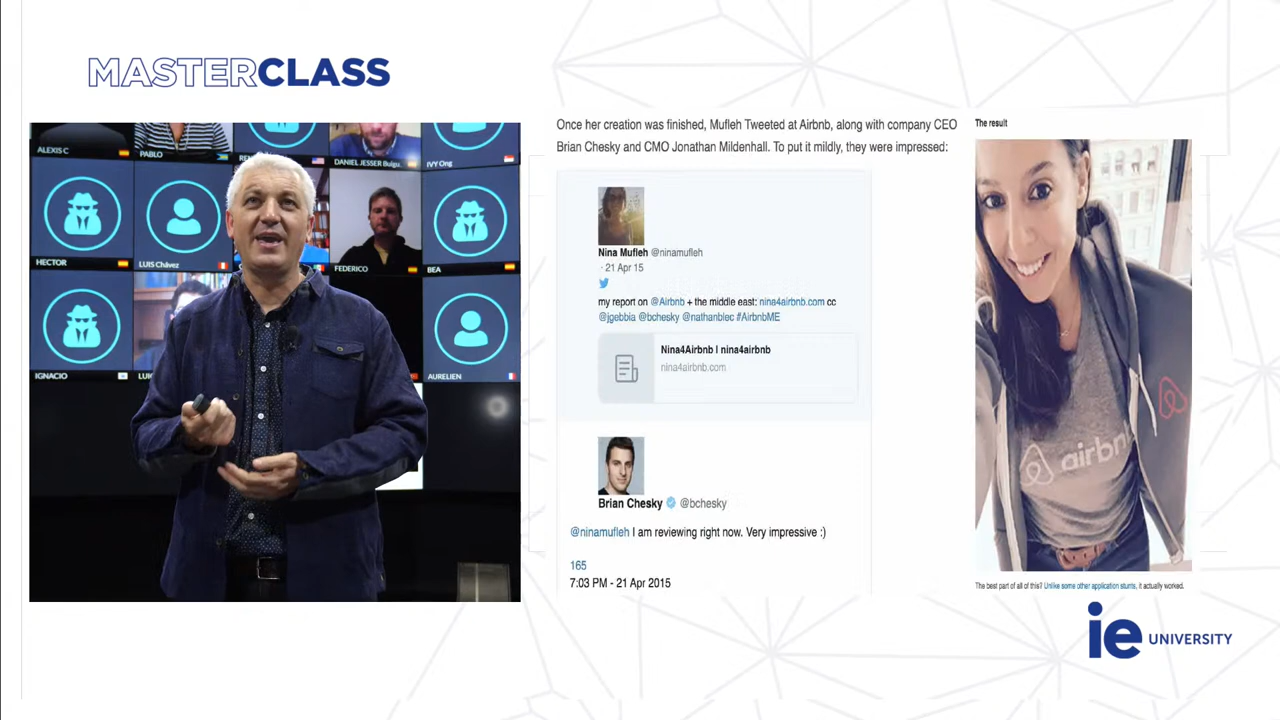 MASTERCLASS
ALEXIS C
PABLO
DANIEL JESSER Buigu.
IVY Ong
HECTOR
LUIS Chávez
FEDERICO
BEA
IGNACIO
AURELIEN
Once her creation was finished, Mufleh Tweeted at Airbnb, along with company CEO
Brian Chesky and CMO Jonathan Mildenhall. To put it mildly, they were impressed:
Nina Mufleh @ninamufleh
· 21 Apr 15
my report on @Airbnb + the middle east: nina4airbnb.com cc
@jgebbia @bchesky @nathanblec #AirbnbME
Nina4Airbnb | nina4airbnb
nina4airbnb.com
Brian Chesky @bchesky
@ninamufleh I am reviewing right now. Very impressive :)
165
7:03 PM - 21 Apr 2015
The result
airbnb
The best part of all of this? Unlike some other application stunts, it actually worked.
ie UNIVERSITY